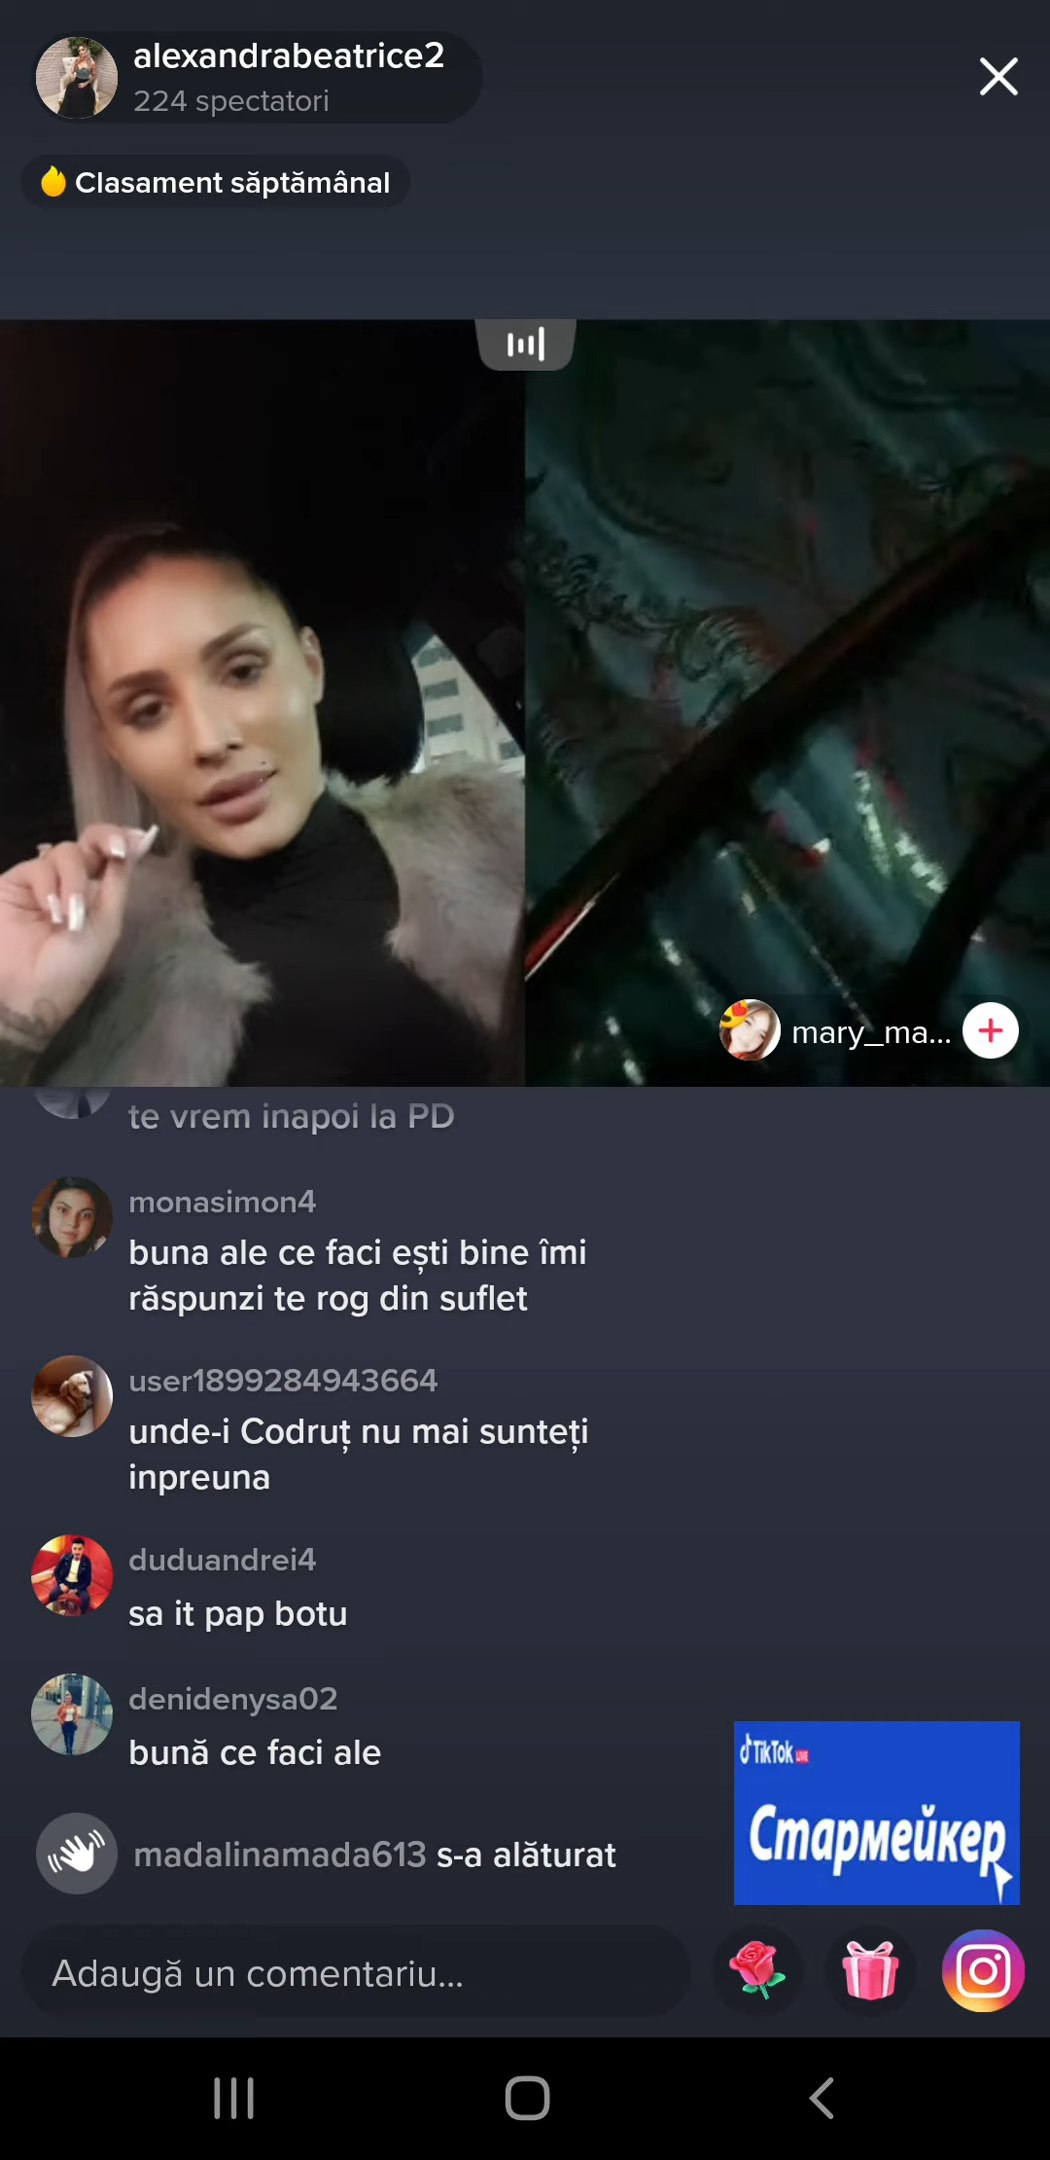 alexandrabeatrice2
224 spectatori
Clasament săptămânal
mary_ma...
te vrem inapoi la PD
monasimon4
buna ale ce faci ești bine îmi
răspunzi te rog din suflet
user1899284943664
unde-i Codruț nu mai sunteți
inpreuna
duduandrei4
sa it pap botu
denidenysa02
bună ce faci ale
TikTok LIVE
Стармейкер
madalinamada613 s-a alăturat
Adaugă un comentariu...